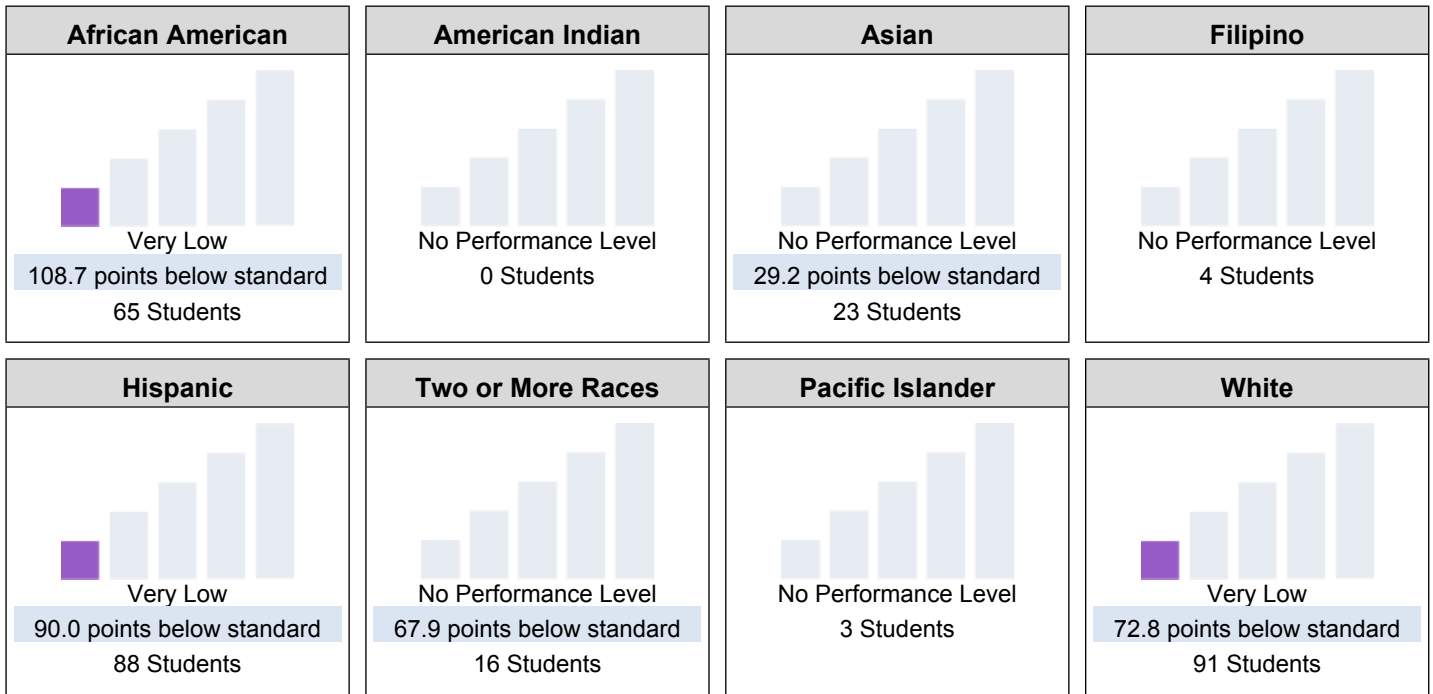 African American
Very Low
108.7 points below standard
65 Students
American Indian
No Performance Level
0 Students
Asian
No Performance Level
29.2 points below standard
23 Students
Filipino
No Performance Level
4 Students
Hispanic
Very Low
90.0 points below standard
88 Students
Two or More Races
No Performance Level
67.9 points below standard
16 Students
Pacific Islander
No Performance Level
3 Students
White
Very Low
72.8 points below standard
91 Students